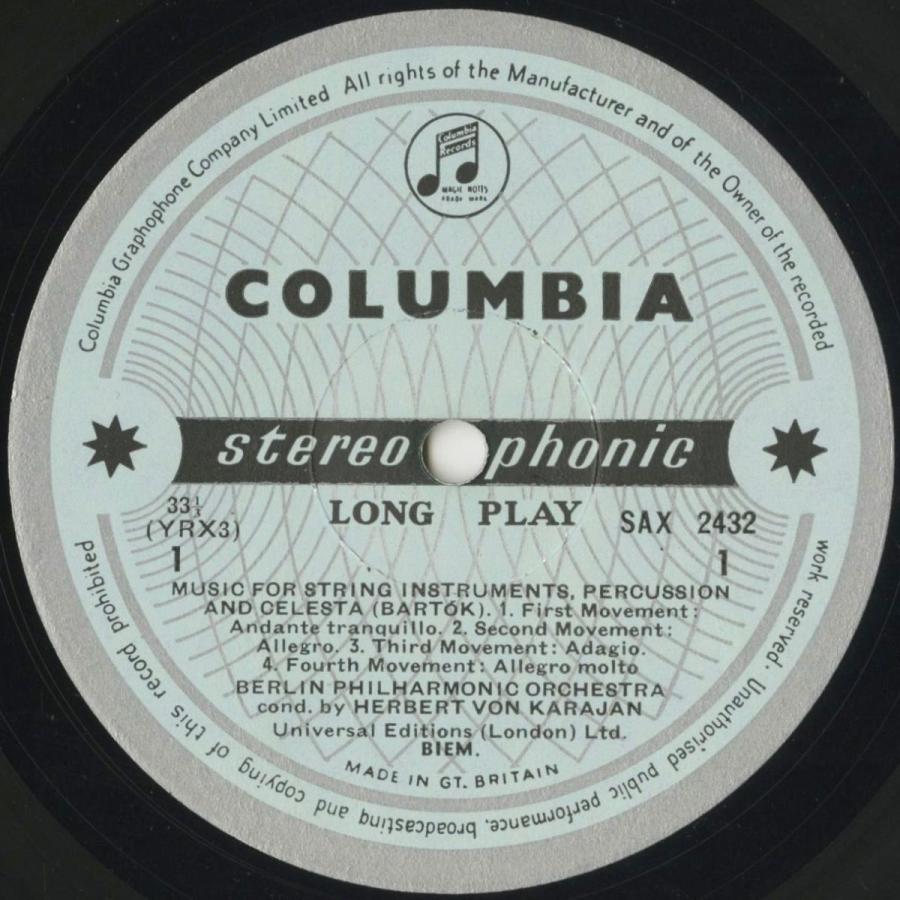 Columbia Graphophone Company Limited All rights of the Manufacturer and of the Owner of the recorded
work reserved. Unauthorised public performance, broadcasting and copying of this record prohibited
Columbia
Records
MAGIC NOTES
TRADE MARK
COLUMBIA
stereophonic
LONG PLAY
33⅓
(YRX3)
1
SAX 2432
1
MUSIC FOR STRING INSTRUMENTS, PERCUSSION
AND CELESTA (BARTÓK). 1. First Movement:
Andante tranquillo. 2. Second Movement:
Allegro. 3. Third Movement: Adagio.
4. Fourth Movement: Allegro molto
BERLIN PHILHARMONIC ORCHESTRA
cond. by HERBERT VON KARAJAN
Universal Editions (London) Ltd.
BIEM.
MADE IN GT. BRITAIN